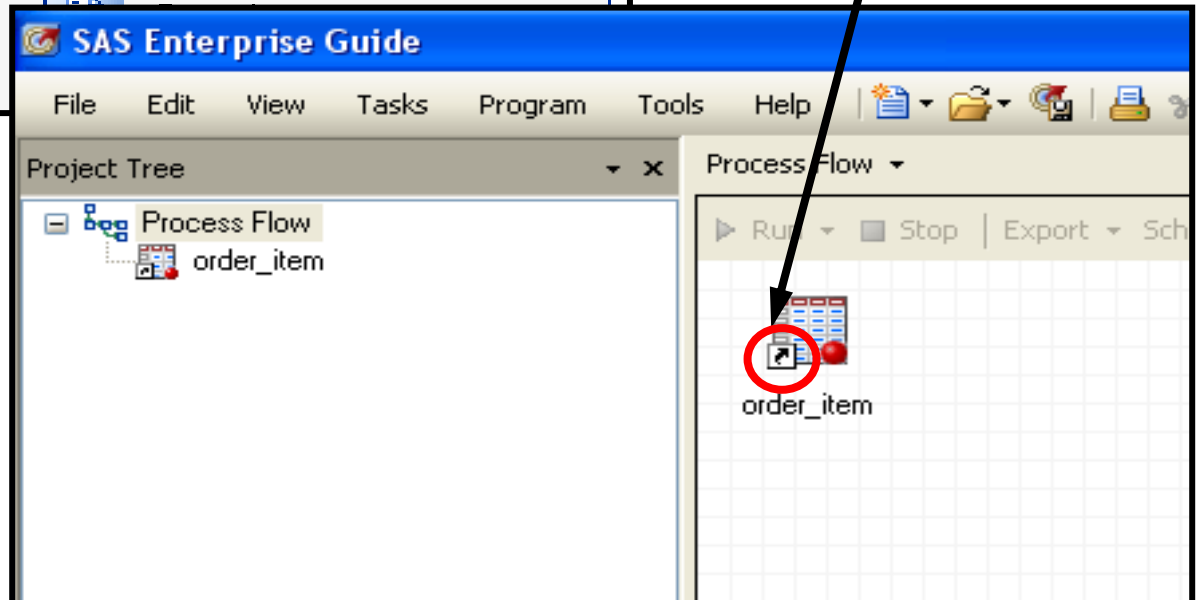 SAS Enterprise Guide
File Edit View Tasks Program Tools Help
Project Tree
Process Flow
Process Flow
order_item
Run Stop Export Sch
order_item